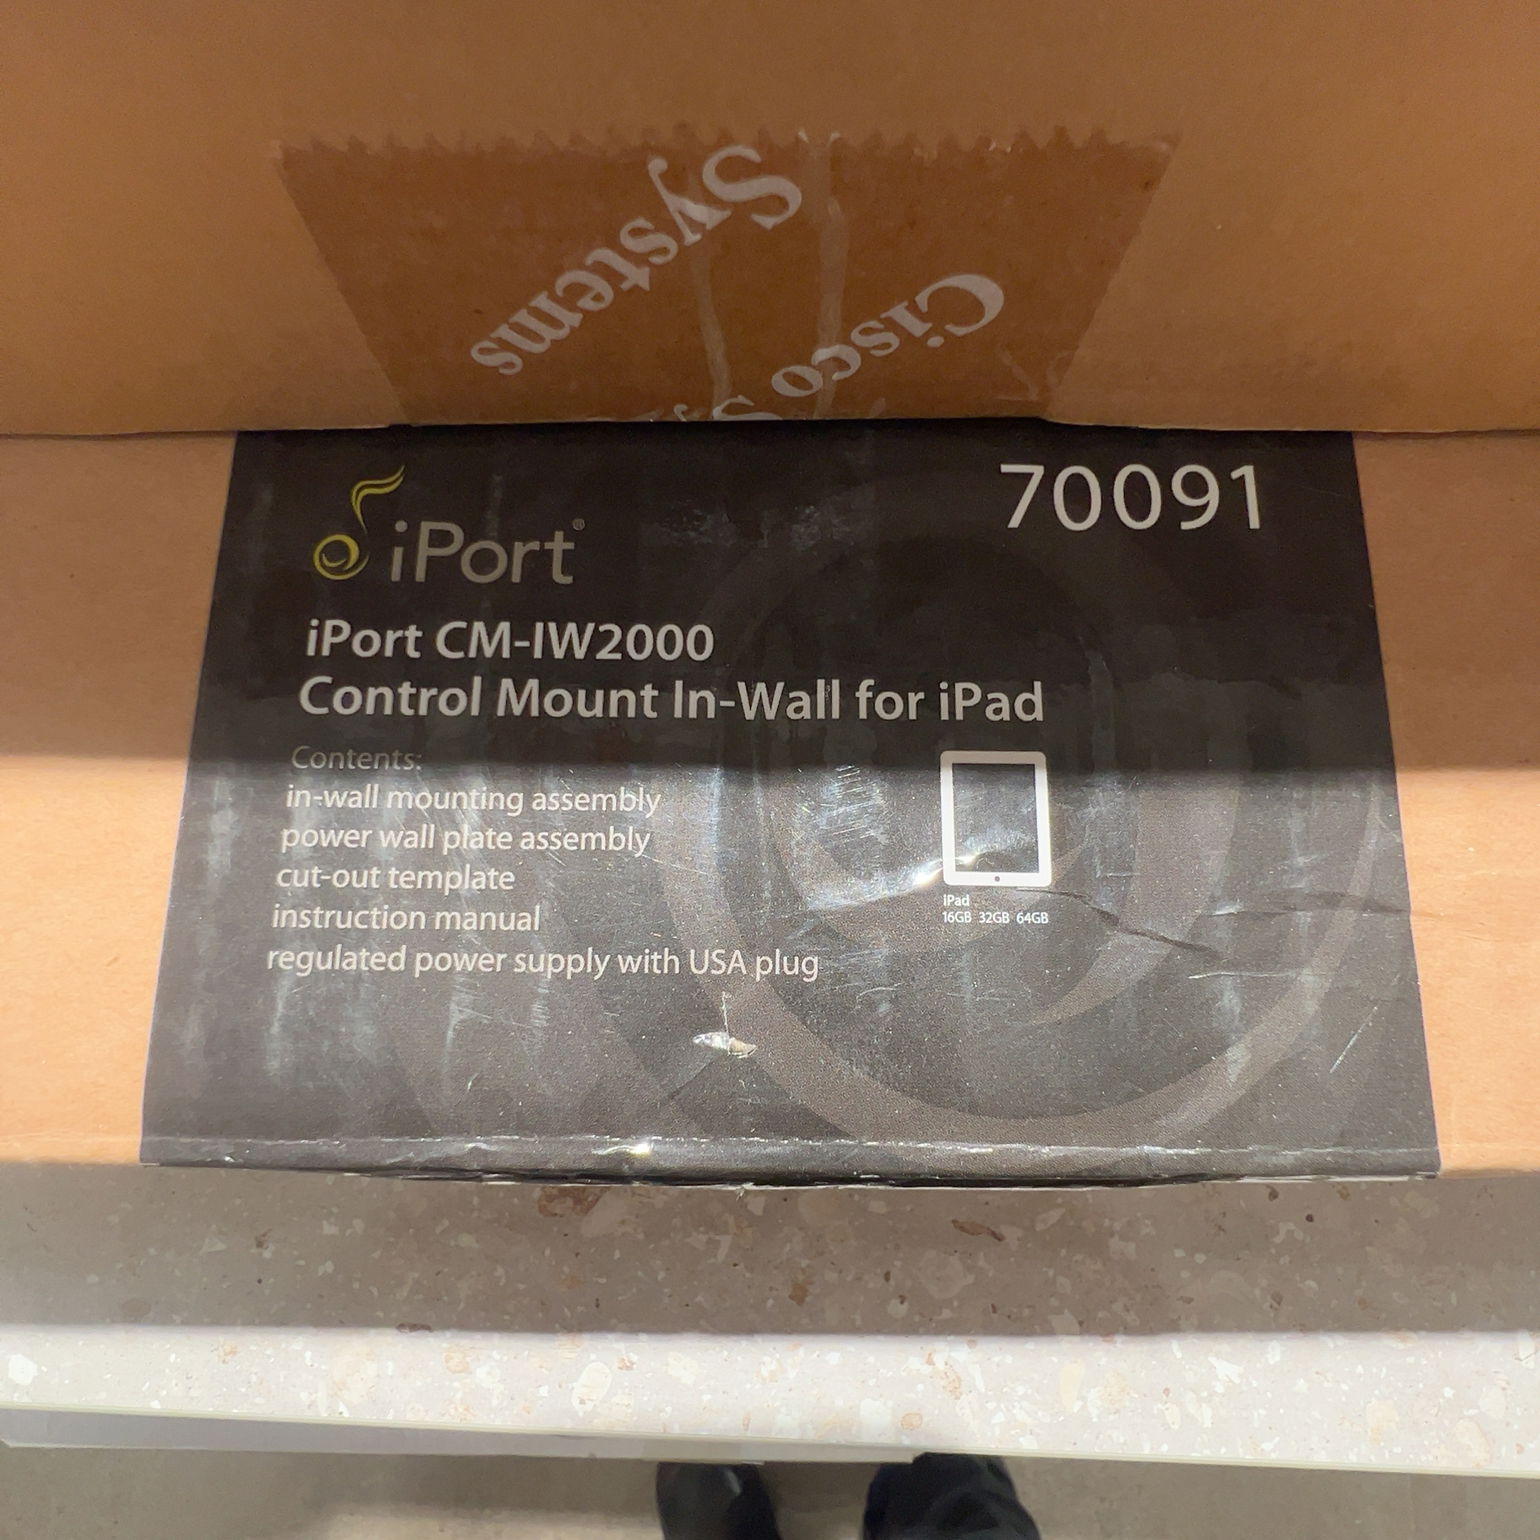 Systems
Cisco S
iPort®
70091
iPort CM-IW2000
Control Mount In-Wall for iPad
Contents:
in-wall mounting assembly
power wall plate assembly
cut-out template
instruction manual
regulated power supply with USA plug
iPad
16GB 32GB 64GB